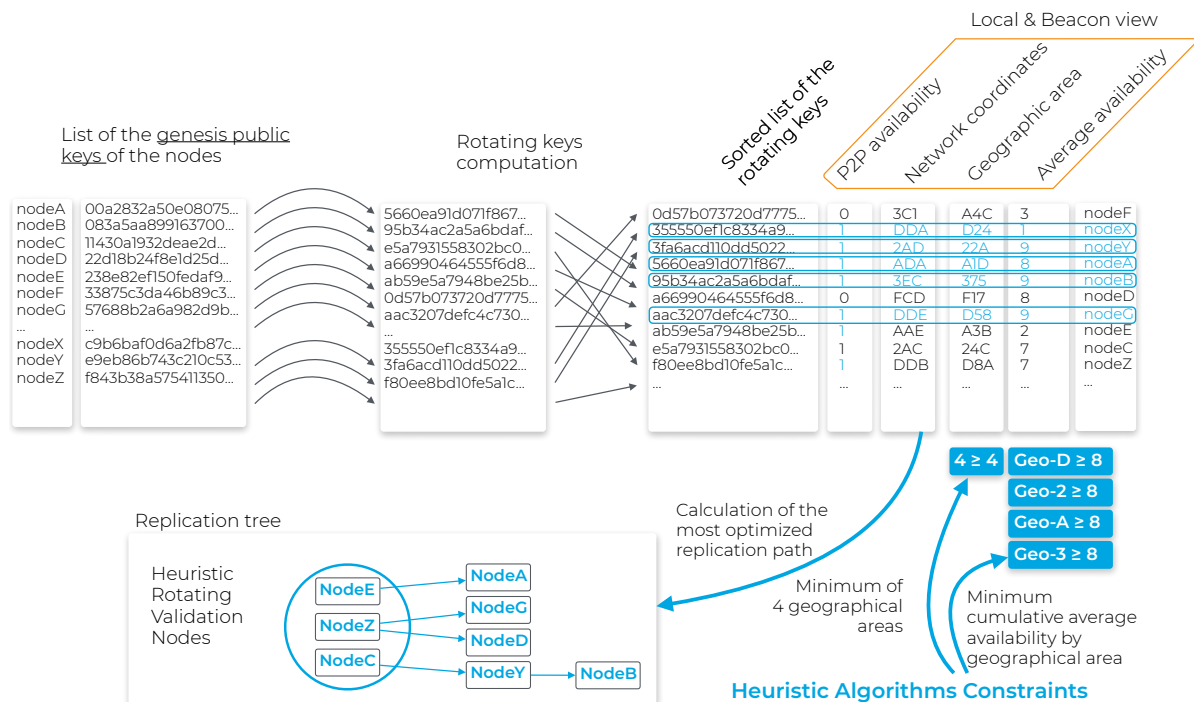 Local & Beacon view
List of the genesis public
keys of the nodes
Rotating keys
computation
Sorted list of the
rotating keys
P2P availability
Network coordinates
Geographic area
Average availability
nodeA 00a2832a50e08075...
nodeB 083a5aa899163700...
nodeC 11430a1932deae2d...
nodeD 22d18b24f8e1d25d...
nodeE 238e82ef150fedaf9...
nodeF 33875c3da46b89c3...
nodeG 57688b2a6a982d9b...
... ...
nodeX c9b6baf0d6a2fb87c...
nodeY e9eb86b743c210c53...
nodeZ f843b38a575411350...
5660ea91d071f867...
95b34ac2a5a6bdaf...
e5a7931558302bc0...
a66990464555f6d8...
ab59e5a7948be25b...
0d57b073720d7775...
aac3207defc4c730...
...
355550ef1c8334a9...
3fa6acd110dd5022...
f80ee8bd10fe5a1c...
0d57b073720d7775... 0 3C1 A4C 3 nodeF
355550ef1c8334a9... 1 DDA D24 1 nodeX
3fa6acd110dd5022... 1 2AD 22A 9 nodeY
5660ea91d071f867... 1 ADA A1D 8 nodeA
95b34ac2a5a6bdaf... 1 3EC 375 9 nodeB
a66990464555f6d8... 0 FCD F17 8 nodeD
aac3207defc4c730... 1 DDE D58 9 nodeG
ab59e5a7948be25b... 1 AAE A3B 2 nodeE
e5a7931558302bc0... 1 2AC 24C 7 nodeC
f80ee8bd10fe5a1c... 1 DDB D8A 7 nodeZ
... ... ... ... ... ...
4 ≥ 4
Geo-D ≥ 8
Geo-2 ≥ 8
Geo-A ≥ 8
Geo-3 ≥ 8
Calculation of the
most optimized
replication path
Minimum of
4 geographical
areas
Minimum
cumulative average
availability by
geographical area
Heuristic Algorithms Constraints
Replication tree
Heuristic
Rotating
Validation
Nodes
NodeE
NodeZ
NodeC
NodeA
NodeG
NodeD
NodeY
NodeB